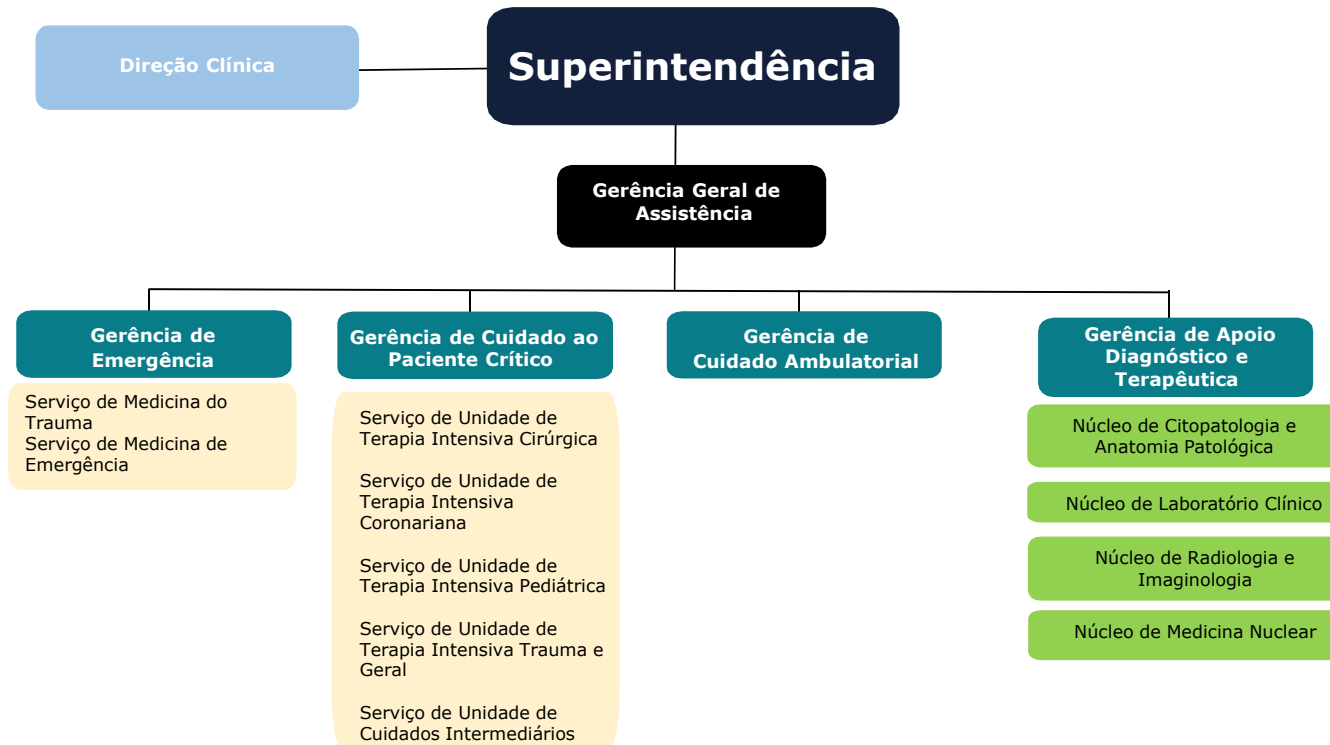 Direção Clínica
Superintendência
Gerência Geral de
Assistência
Gerência de
Emergência
Serviço de Medicina do
Trauma
Serviço de Medicina de
Emergência
Gerência de Cuidado ao
Paciente Crítico
Serviço de Unidade de
Terapia Intensiva Cirúrgica
Serviço de Unidade de
Terapia Intensiva
Coronariana
Serviço de Unidade de
Terapia Intensiva Pediátrica
Serviço de Unidade de
Terapia Intensiva Trauma e
Geral
Serviço de Unidade de
Cuidados Intermediários
Gerência de
Cuidado Ambulatorial
Gerência de Apoio
Diagnóstico e
Terapêutica
Núcleo de Citopatologia e
Anatomia Patológica
Núcleo de Laboratório Clínico
Núcleo de Radiologia e
Imaginologia
Núcleo de Medicina Nuclear